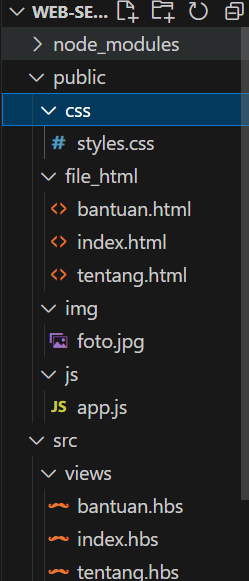 WEB-SE...
node_modules
public
css
# styles.css
file_html
<> bantuan.html
<> index.html
<> tentang.html
img
foto.jpg
js
JS app.js
src
views
bantuan.hbs
index.hbs
tentang.hbs